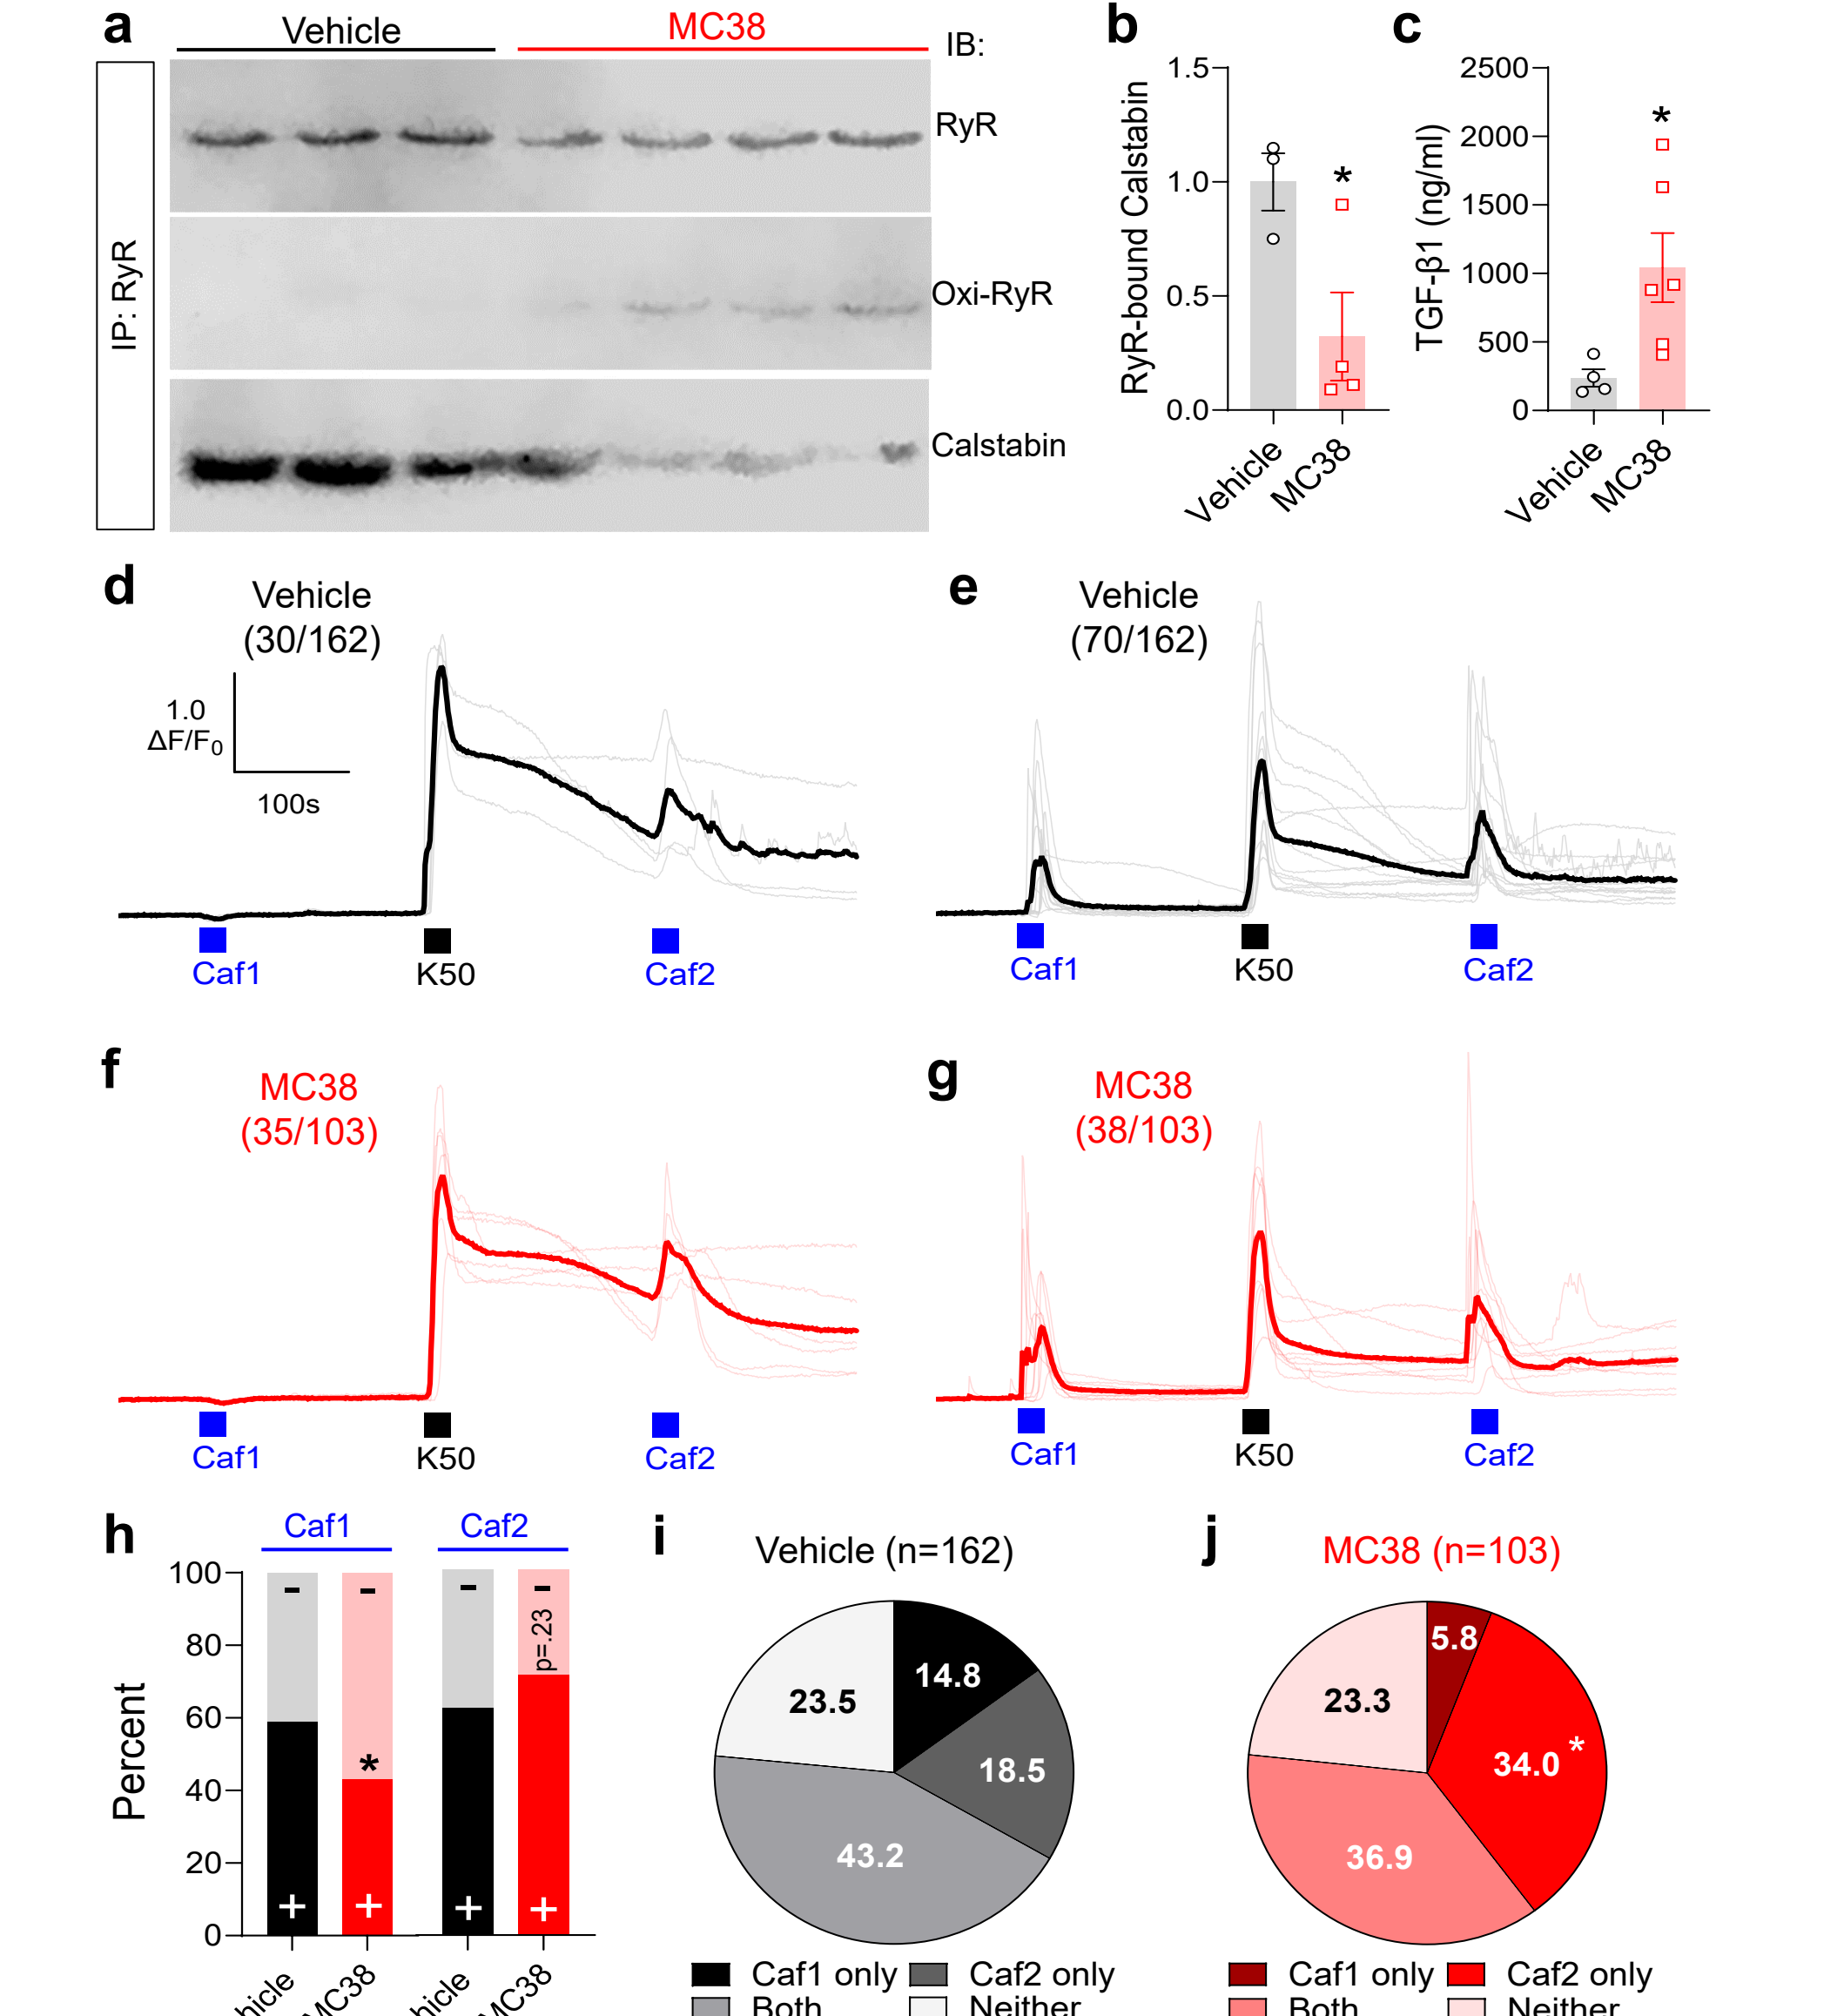 a
Vehicle
MC38
IB:
IP: RyR
RyR
Oxi-RyR
Calstabin
b
RyR-bound Calstabin
1.5
1.0
0.5
0.0
*
Vehicle
MC38
c
TGF-β1 (ng/ml)
2500
2000
1500
1000
500
0
*
Vehicle
MC38
d
Vehicle
(30/162)
1.0
ΔF/F0
100s
Caf1
K50
Caf2
e
Vehicle
(70/162)
Caf1
K50
Caf2
f
MC38
(35/103)
Caf1
K50
Caf2
g
MC38
(38/103)
Caf1
K50
Caf2
h
Caf1
Caf2
Percent
100
80
60
40
20
0
- - - -
p=.23
*
+ + + +
hicle
MC38
hicle
MC38
i
Vehicle (n=162)
14.8
23.5
18.5
43.2
Caf1 only
Caf2 only
Both
Neither
j
MC38 (n=103)
5.8
23.3
34.0 *
36.9
Caf1 only
Caf2 only
Both
Neither